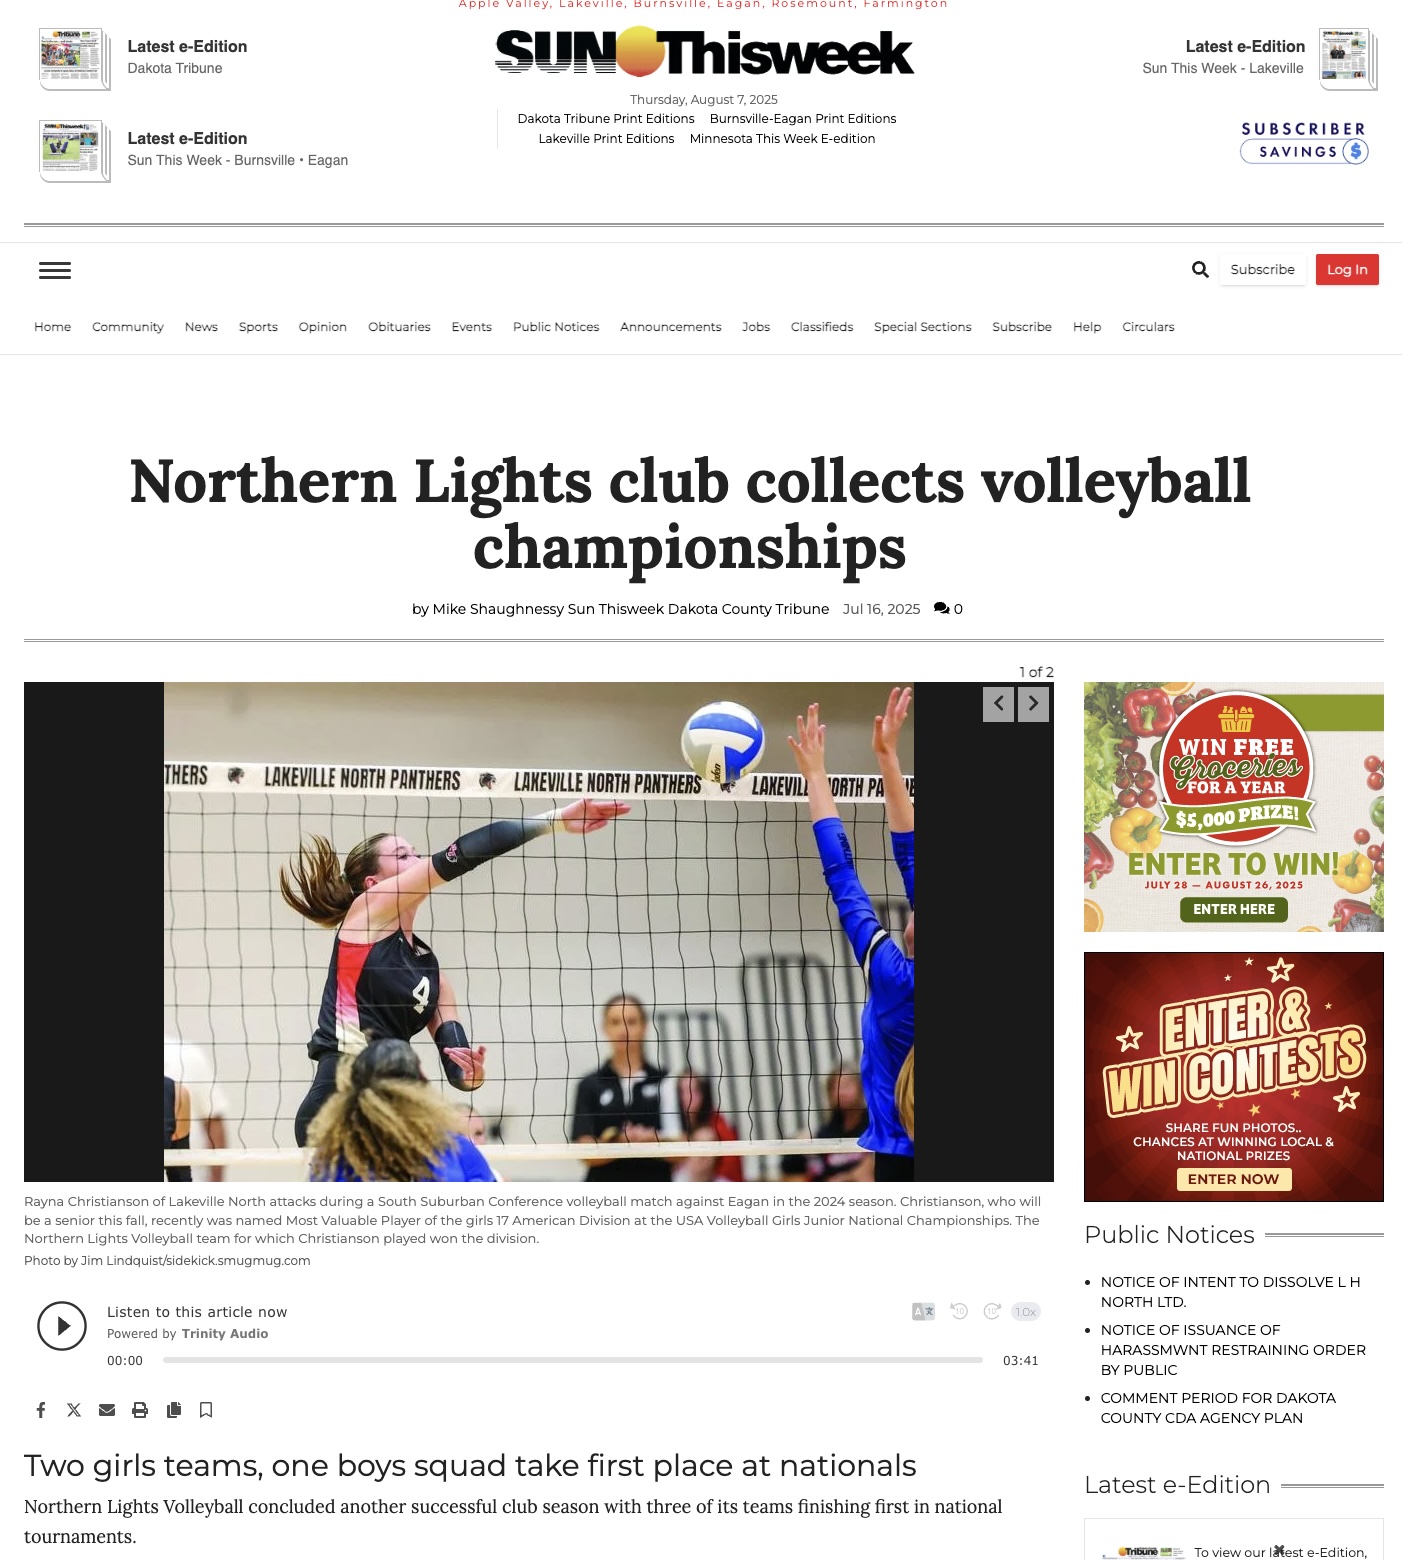 Apple Valley, Lakeville, Burnsville, Eagan, Rosemount, Farmington
Latest e-Edition
Dakota Tribune
Latest e-Edition
Sun This Week - Burnsville • Eagan
SUN Thisweek
Thursday, August 7, 2025
Dakota Tribune Print Editions Burnsville-Eagan Print Editions
Lakeville Print Editions Minnesota This Week E-edition
Latest e-Edition
Sun This Week - Lakeville
SUBSCRIBER
SAVINGS $
Subscribe Log In
Home Community News Sports Opinion Obituaries Events Public Notices Announcements Jobs Classifieds Special Sections Subscribe Help Circulars
Northern Lights club collects volleyball
championships
by Mike Shaughnessy Sun Thisweek Dakota County Tribune Jul 16, 2025 0
1 of 2
THERS LAKEVILLE NORTH PANTHERS LAKEVILLE NORTH PANTHERS LAKEVILLE NORTH PA
4
Rayna Christianson of Lakeville North attacks during a South Suburban Conference volleyball match against Eagan in the 2024 season. Christianson, who will
be a senior this fall, recently was named Most Valuable Player of the girls 17 American Division at the USA Volleyball Girls Junior National Championships. The
Northern Lights Volleyball team for which Christianson played won the division.
Photo by Jim Lindquist/sidekick.smugmug.com
Listen to this article now
Powered by Trinity Audio
10 10 1.0x
00:00 03:41
Two girls teams, one boys squad take first place at nationals
Northern Lights Volleyball concluded another successful club season with three of its teams finishing first in national
tournaments.
WIN FREE
Groceries
FOR A YEAR
$5,000 PRIZE!
ENTER TO WIN!
JULY 28 — AUGUST 26, 2025
ENTER HERE
ENTER &
WIN CONTESTS
SHARE FUN PHOTOS..
CHANCES AT WINNING LOCAL &
NATIONAL PRIZES
ENTER NOW
Public Notices
NOTICE OF INTENT TO DISSOLVE L H
NORTH LTD.
NOTICE OF ISSUANCE OF
HARASSMWNT RESTRAINING ORDER
BY PUBLIC
COMMENT PERIOD FOR DAKOTA
COUNTY CDA AGENCY PLAN
Latest e-Edition
Tribune
To view our latest e-Edition,